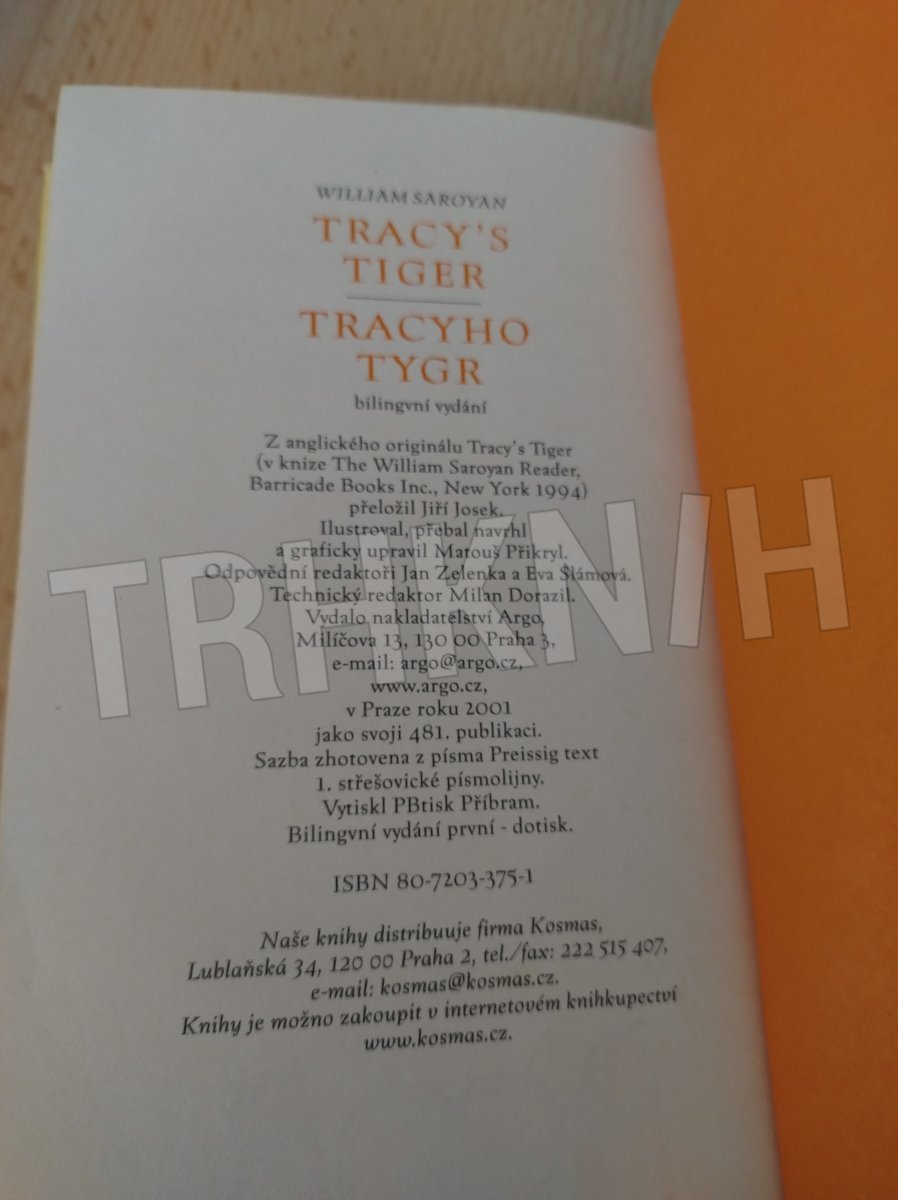 WILLIAM SAROYAN
TRACY'S
TIGER
TRACYHO
TYGR
bilingvní vydání
Z anglického originálu Tracy's Tiger
(v knize The William Saroyan Reader,
Barricade Books Inc., New York 1994)
přeložil Jiří Josek.
Ilustroval, přebal navrhl
a graficky upravil Matouš Přikryl.
Odpovědní redaktoři Jan Zelenka a Eva Slámová.
Technický redaktor Milan Dorazil.
Vydalo nakladatelství Argo,
Milíčova 13, 130 00 Praha 3,
e-mail: argo@argo.cz,
www.argo.cz,
v Praze roku 2001
jako svoji 481. publikaci.
Sazba zhotovena z písma Preissig text
1. střešovické písmolijny.
Vytiskl PBtisk Příbram.
Bilingvní vydání první - dotisk.
ISBN 80-7203-375-1
Naše knihy distribuuje firma Kosmas,
Lublaňská 34, 120 00 Praha 2, tel./fax: 222 515 407,
e-mail: kosmas@kosmas.cz.
Knihy je možno zakoupit v internetovém knihkupectví
www.kosmas.cz.
TRHKNIH